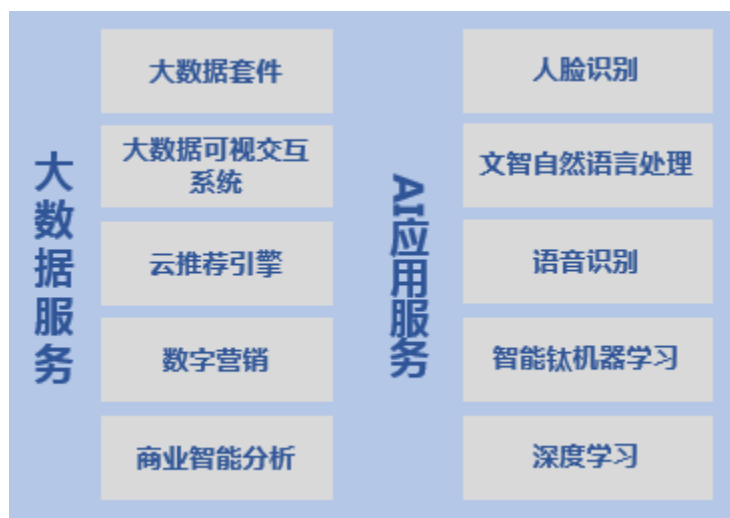 大数据服务
大数据套件
大数据可视交互
系统
云推荐引擎
数字营销
商业智能分析
AI应用服务
人脸识别
文智自然语言处理
语音识别
智能钛机器学习
深度学习